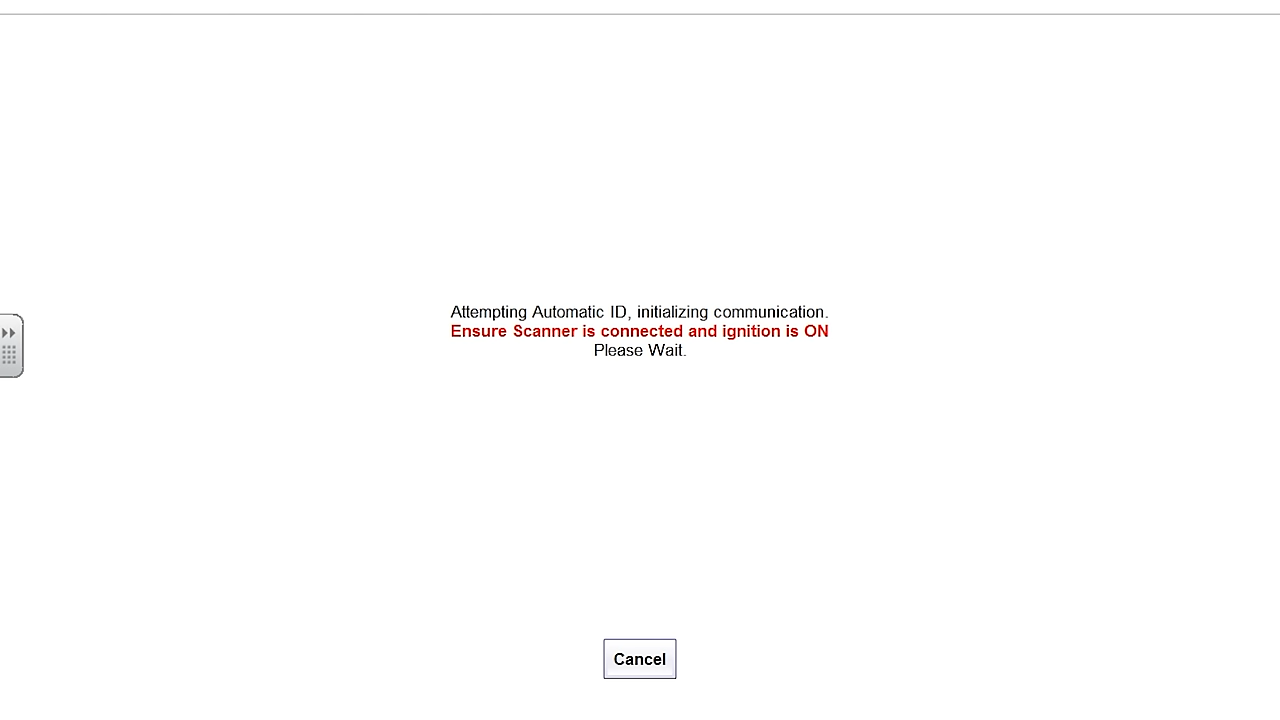 Attempting Automatic ID, initializing communication.
Ensure Scanner is connected and ignition is ON
Please Wait.
Cancel